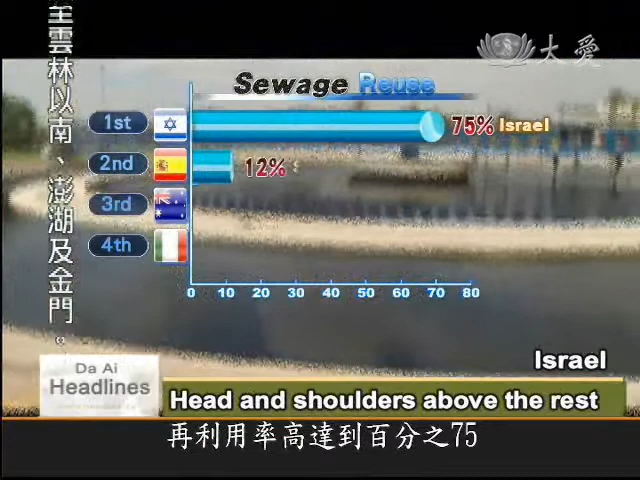 至雲林以南、澎湖及金門。
大愛
Sewage Reuse
1st
75% Israel
2nd
12%
3rd
4th
0 10 20 30 40 50 60 70 80
Israel
Da Ai
Headlines
Head and shoulders above the rest
再利用率高達到百分之75